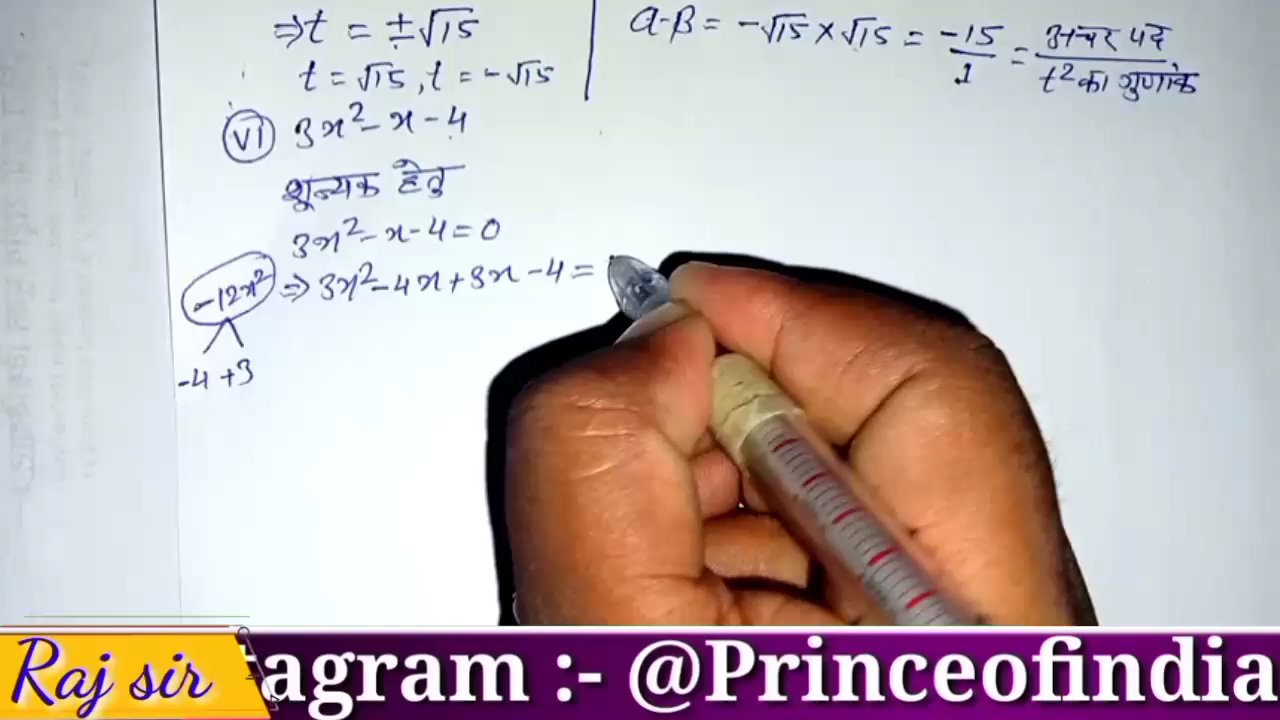 ⇒ t = ±√15
t = √15, t = -√15
α-β = -√15 × √15 = -15/1 = अचर पद / t² का गुणांक
(vi) 3x² - x - 4
शून्यक हेतु
3x² - x - 4 = 0
-12x² ⇒ 3x² - 4x + 3x - 4 =
-4 +3
Raj sir
tagram :- @Princeofindia